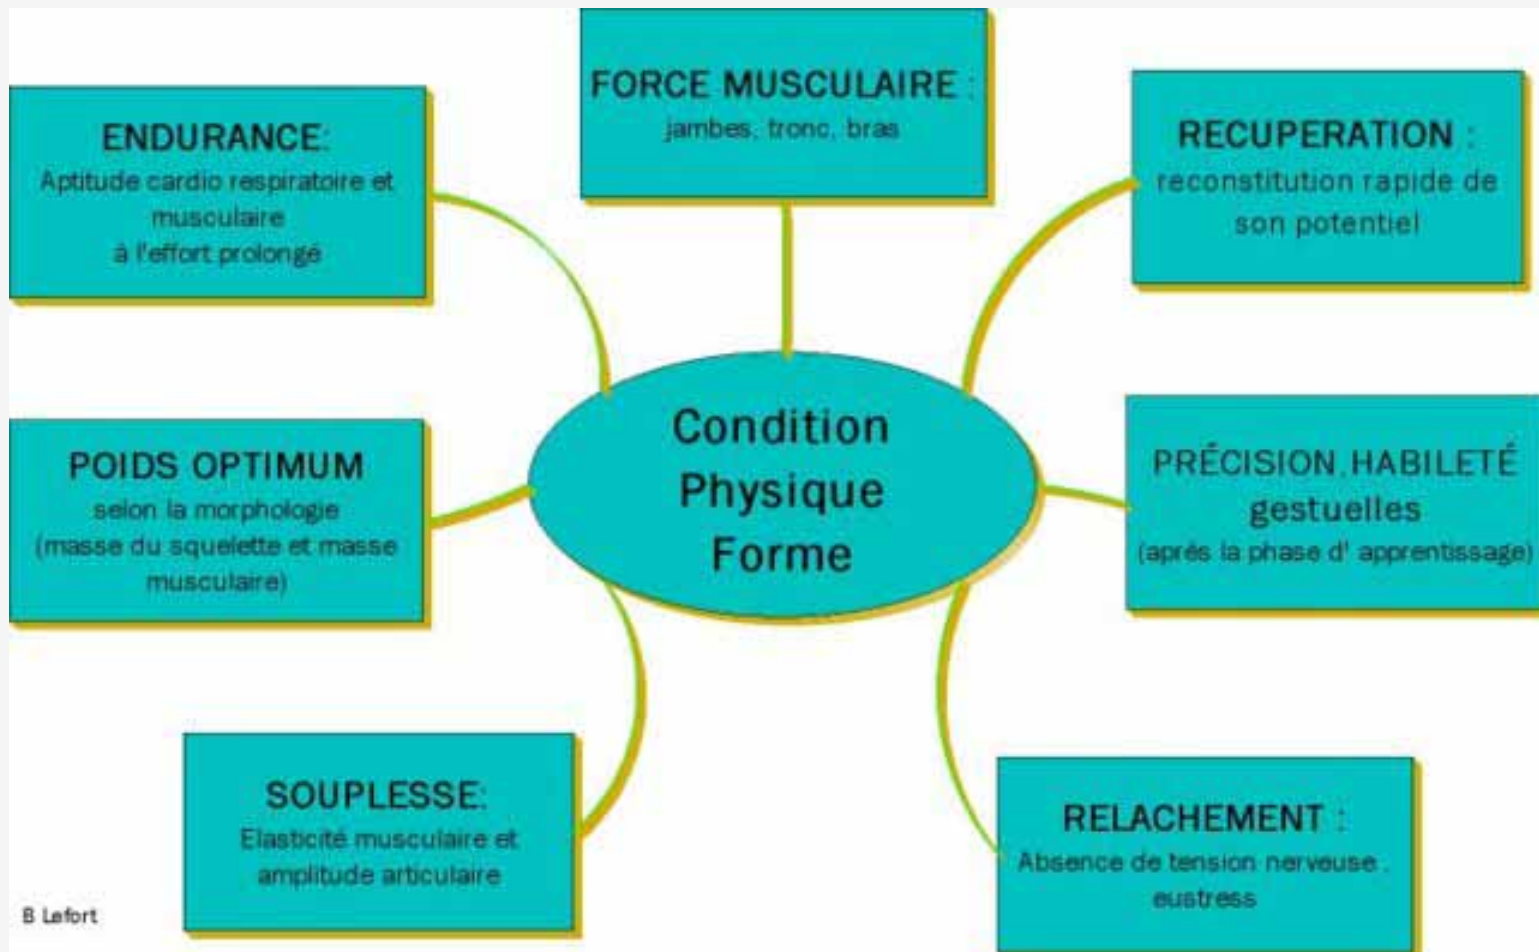 FORCE MUSCULAIRE :
jambes, tronc, bras
ENDURANCE:
Aptitude cardio respiratoire et
musculaire
à l'effort prolongé
RECUPERATION :
reconstitution rapide de
son potentiel
Condition
Physique
Forme
POIDS OPTIMUM
selon la morphologie
(masse du squelette et masse
musculaire)
PRÉCISION, HABILETÉ
gestuelles
(aprés la phase d' apprentissage)
SOUPLESSE:
Elasticité musculaire et
amplitude articulaire
RELACHEMENT :
Absence de tension nerveuse ,
eustress
B Lefort